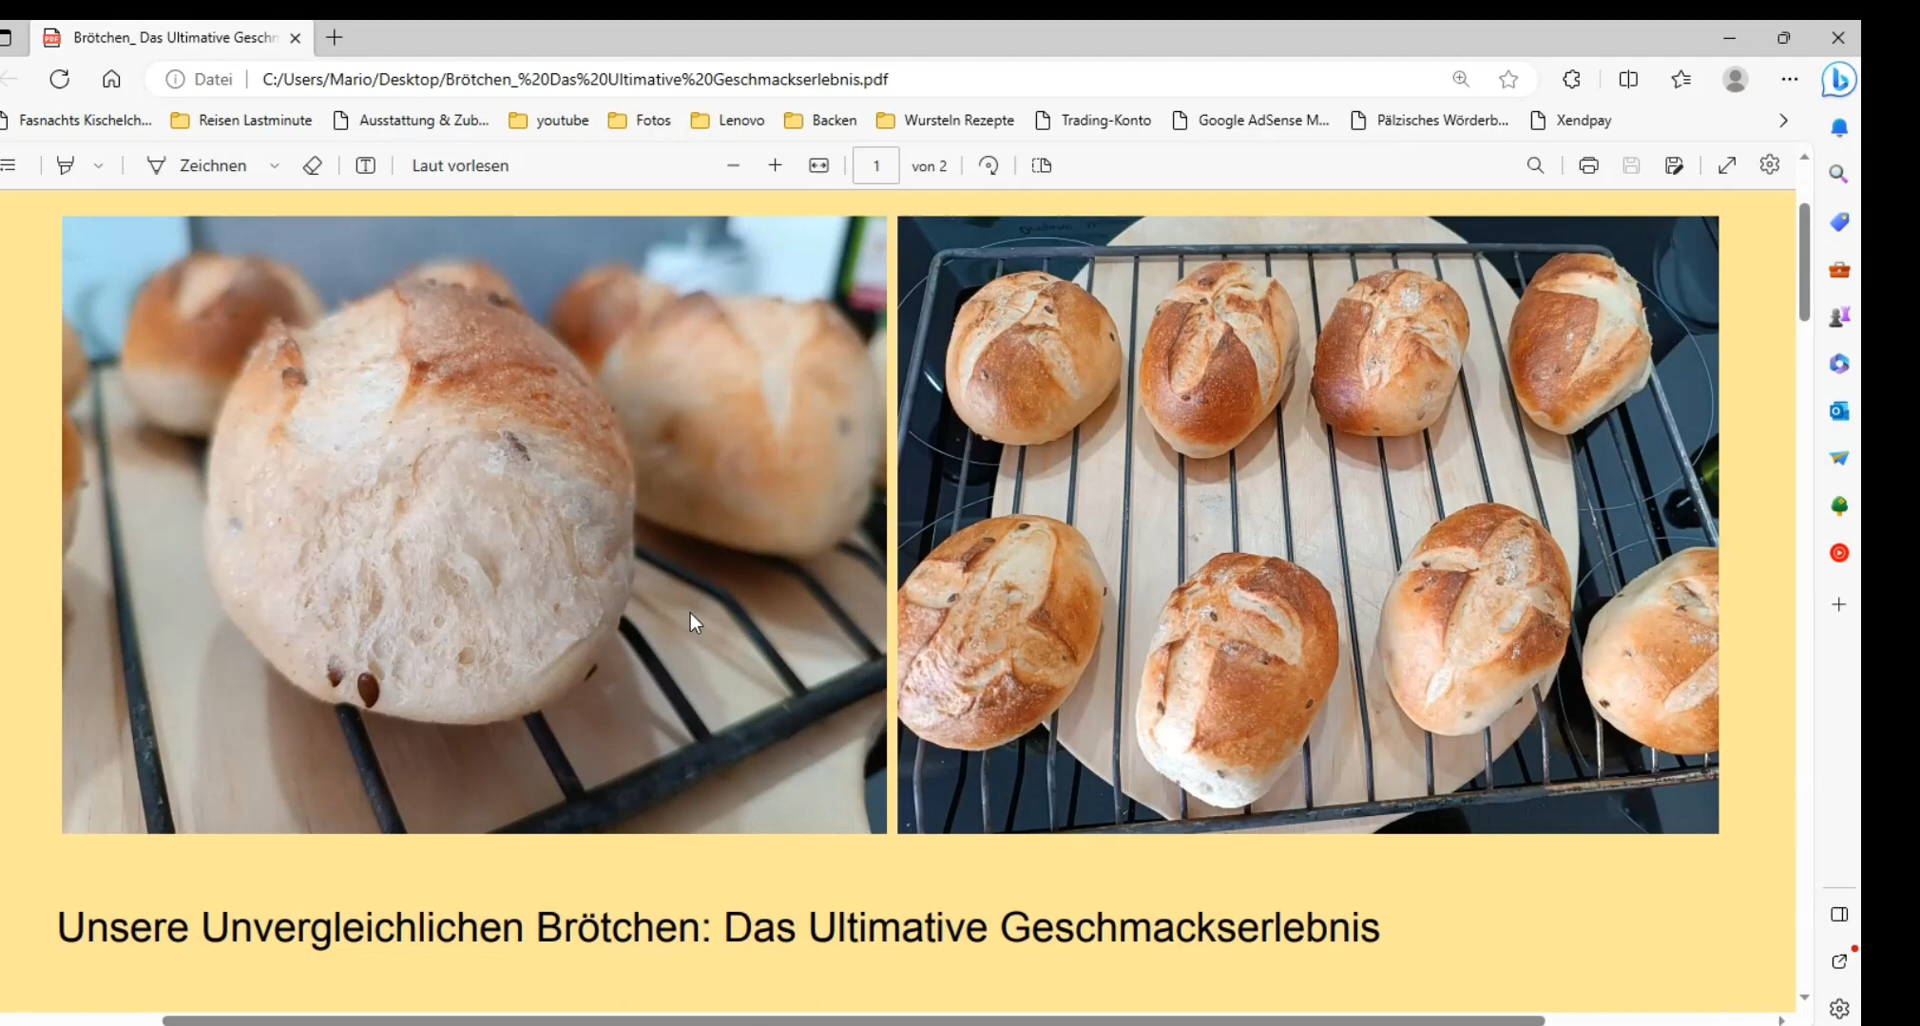 Brötchen_ Das Ultimative Gesch
Datei C:/Users/Mario/Desktop/Brötchen_%20Das%20Ultimative%20Geschmackserlebnis.pdf
Fasnachts Kischelch... Reisen Lastminute Ausstattung & Zub... youtube Fotos Lenovo Backen Wursteln Rezepte Trading-Konto Google AdSense M... Pälzisches Wörterb... Xendpay
Zeichnen Laut vorlesen 1 von 2
Unsere Unvergleichlichen Brötchen: Das Ultimative Geschmackserlebnis